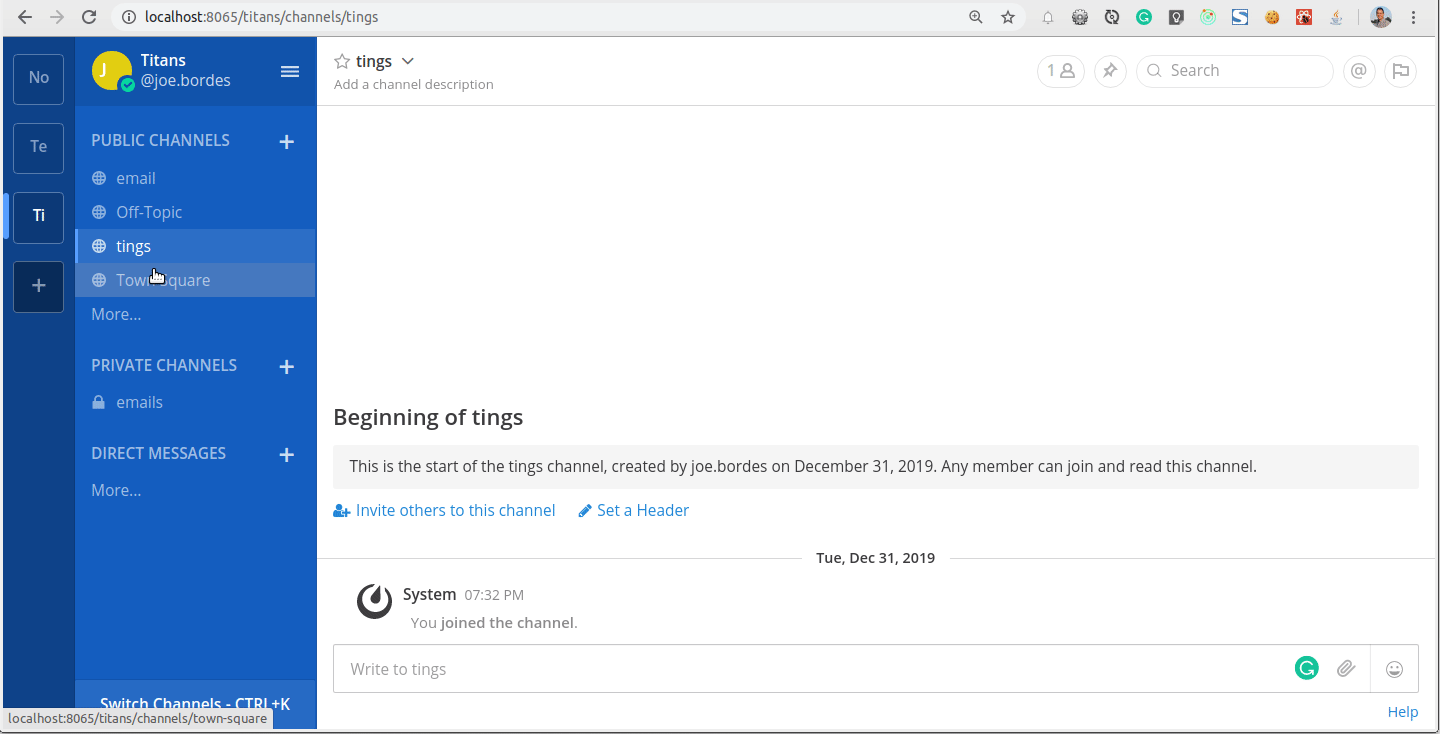 localhost:8065/titans/channels/tings
No
Te
Ti
+
J
Titans
@joe.bordes
PUBLIC CHANNELS +
email
Off-Topic
tings
Town Square
More...
PRIVATE CHANNELS +
emails
DIRECT MESSAGES +
More...
Switch Channels - CTRL+K
localhost:8065/titans/channels/town-square
tings
Add a channel description
1
Search
@
Beginning of tings
This is the start of the tings channel, created by joe.bordes on December 31, 2019. Any member can join and read this channel.
Invite others to this channel
Set a Header
Tue, Dec 31, 2019
System 07:32 PM
You joined the channel.
Write to tings
Help